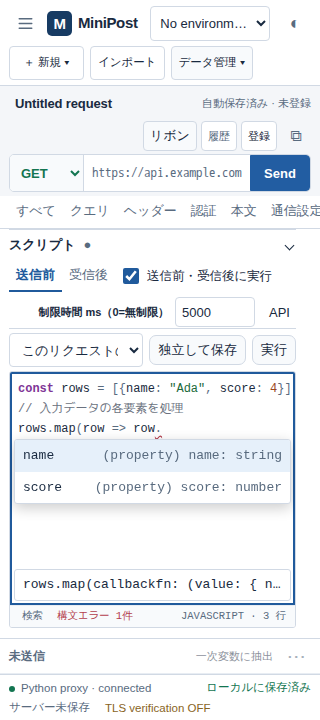 M MiniPost No environm…
＋ 新規 ▾ インポート データ管理 ▾
Untitled request 自動保存済み · 未登録
リボン 履歴 登録
GET https://api.example.com Send
すべて クエリ ヘッダー 認証 本文 通信設定
スクリプト ●
送信前 受信後 送信前・受信後に実行
制限時間 ms（0=無制限） 5000 API
このリクエストの 独立して保存 実行
const rows = [{name: "Ada", score: 4}]
// 入力データの各要素を処理
rows.map(row => row.
name (property) name: string
score (property) score: number
rows.map(callbackfn: (value: { n…
検索 構文エラー 1件 JAVASCRIPT · 3 行
未送信 一次変数に抽出 ···
Python proxy · connected ローカルに保存済み
サーバー未保存 TLS verification OFF